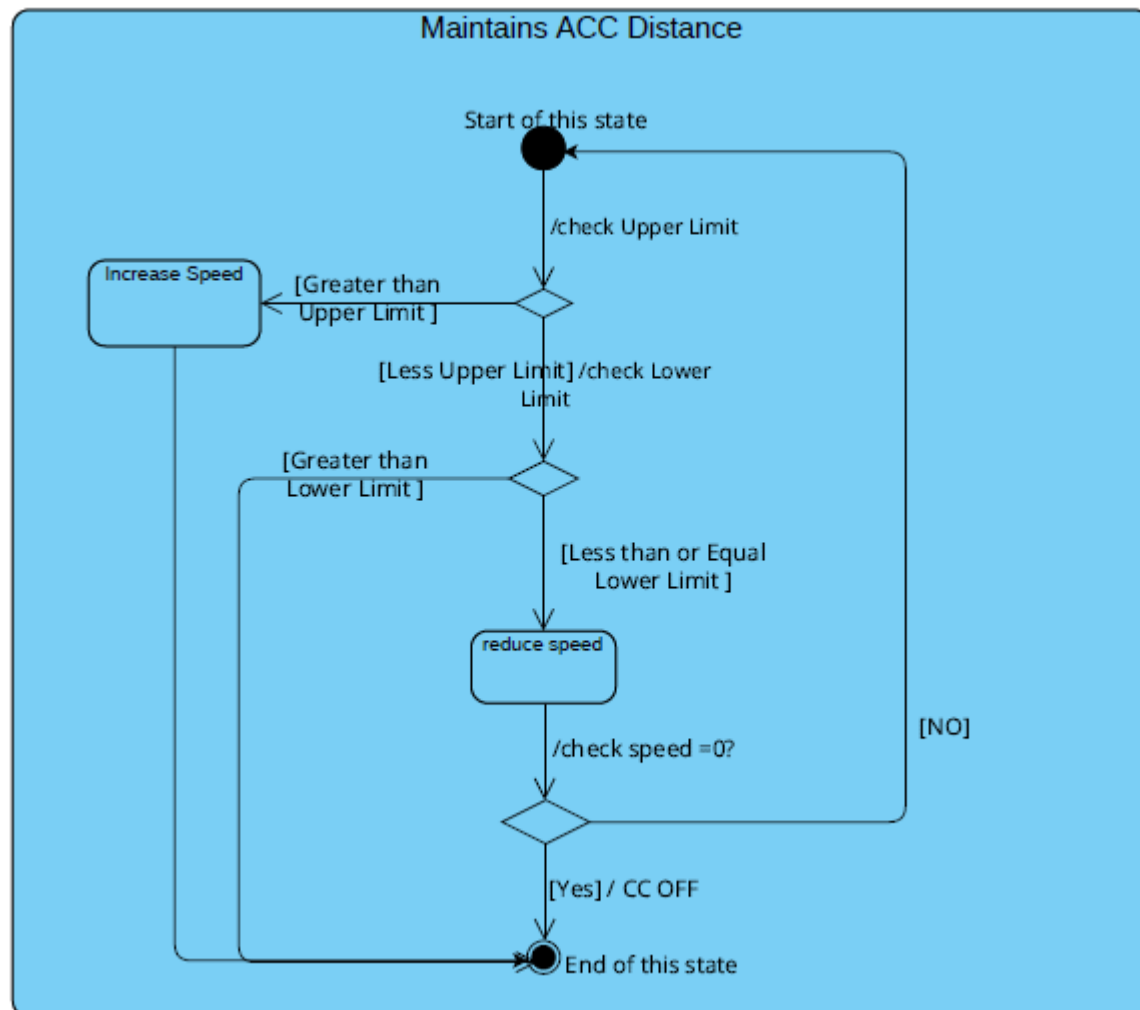 Maintains ACC Distance
Start of this state
/check Upper Limit
Increase Speed
[Greater than
Upper Limit ]
[Less Upper Limit] /check Lower
Limit
[Greater than
Lower Limit ]
[Less than or Equal
Lower Limit ]
reduce speed
[NO]
/check speed =0?
[Yes] / CC OFF
End of this state